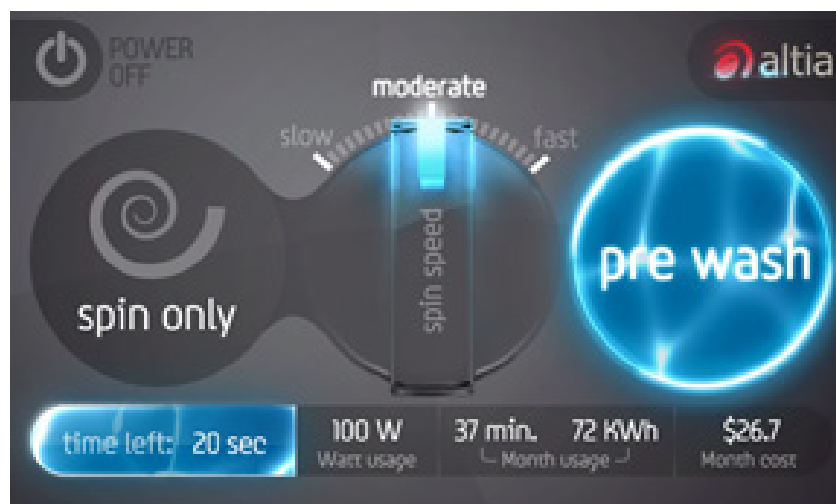 POWER
OFF
altia
moderate
slow
fast
spin speed
spin only
pre wash
time left: 20 sec
100 W
Watt usage
37 min. 72 KWh
Month usage
$26.7
Month cost